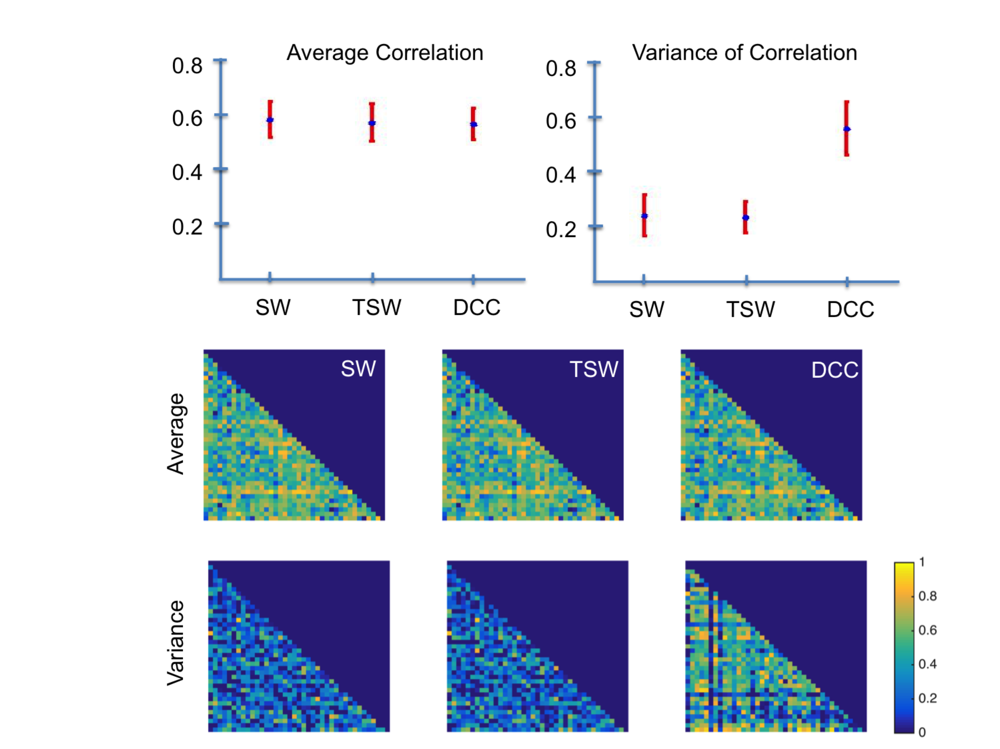 Average Correlation
0.8
0.6
0.4
0.2
SW TSW DCC
Variance of Correlation
0.8
0.6
0.4
0.2
SW TSW DCC
Average
SW
TSW
DCC
Variance
1
0.8
0.6
0.4
0.2
0